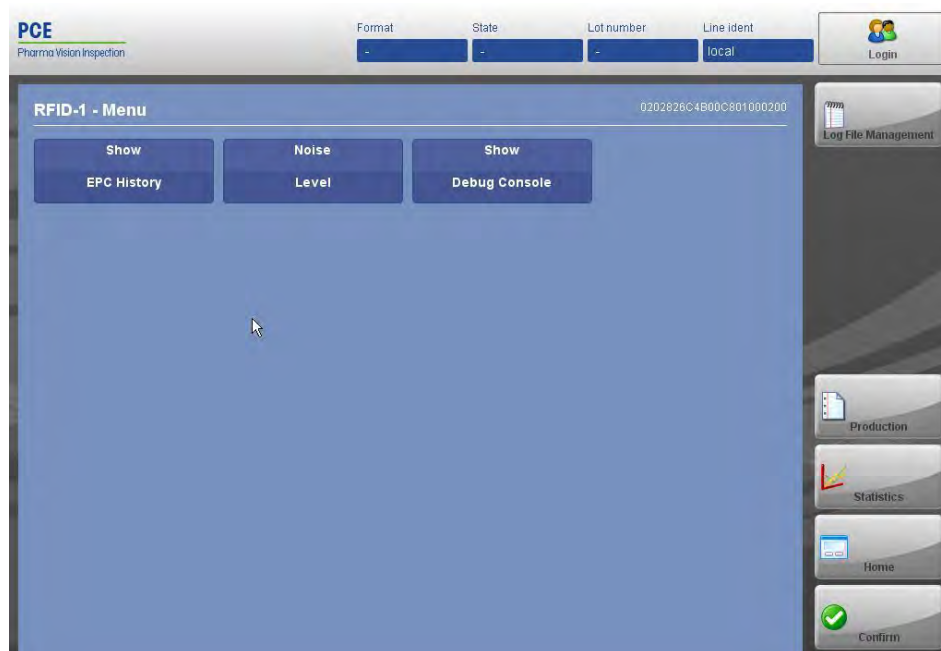 PCE
Pharma Vision Inspection
Format State Lot number Line ident
- - - local
Login
RFID-1 - Menu 0202826C4B00C801000200
Show Noise Show
EPC History Level Debug Console
Log File Management
Production
Statistics
Home
Confirm